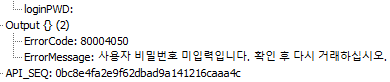 loginPWD:
Output {} (2)
ErrorCode: 80004050
ErrorMessage: 사용자 비밀번호 미입력입니다, 확인 후 다시 거래하십시오.
API_SEQ: 0bc8e4fa2e9f62dbad9a141216caaa4c